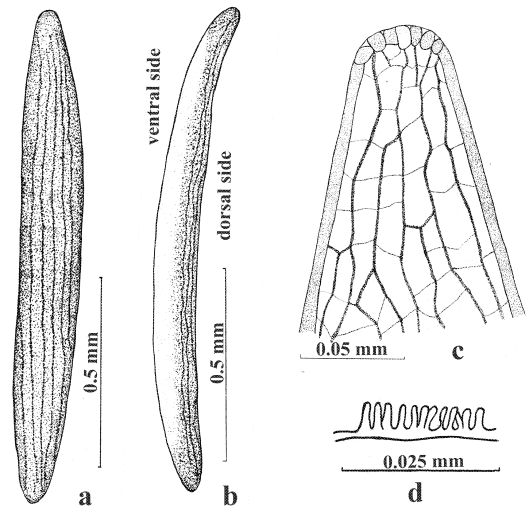 ventral side
dorsal side
0.5 mm
0.5 mm
a
b
0.05 mm
c
0.025 mm
d